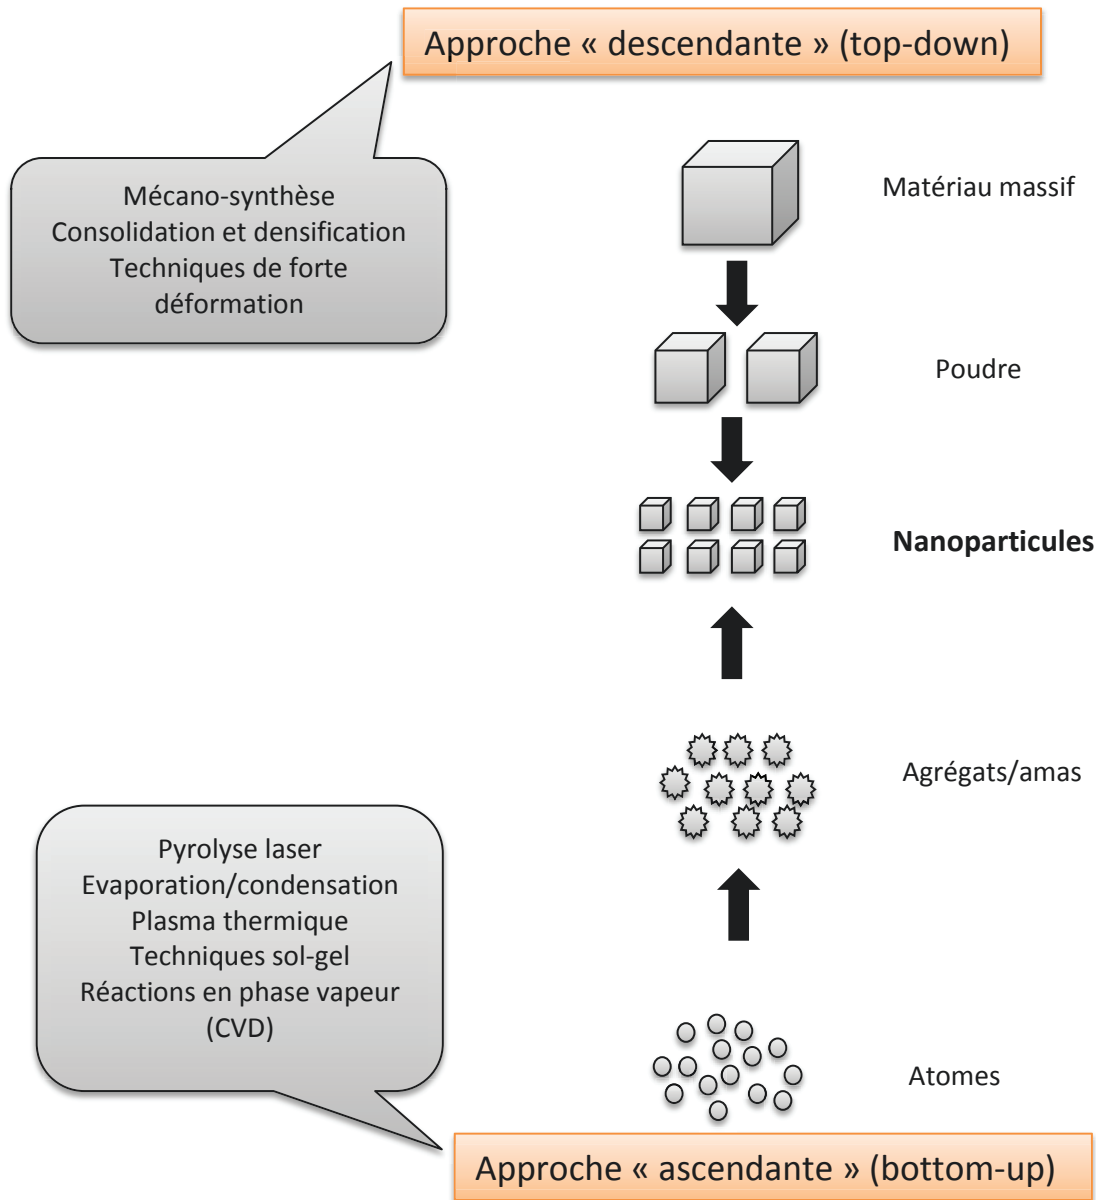 Approche « descendante » (top-down)
Mécano-synthèse
Consolidation et densification
Techniques de forte
déformation
Matériau massif
Poudre
Nanoparticules
Agrégats/amas
Pyrolyse laser
Evaporation/condensation
Plasma thermique
Techniques sol-gel
Réactions en phase vapeur
(CVD)
Atomes
Approche « ascendante » (bottom-up)